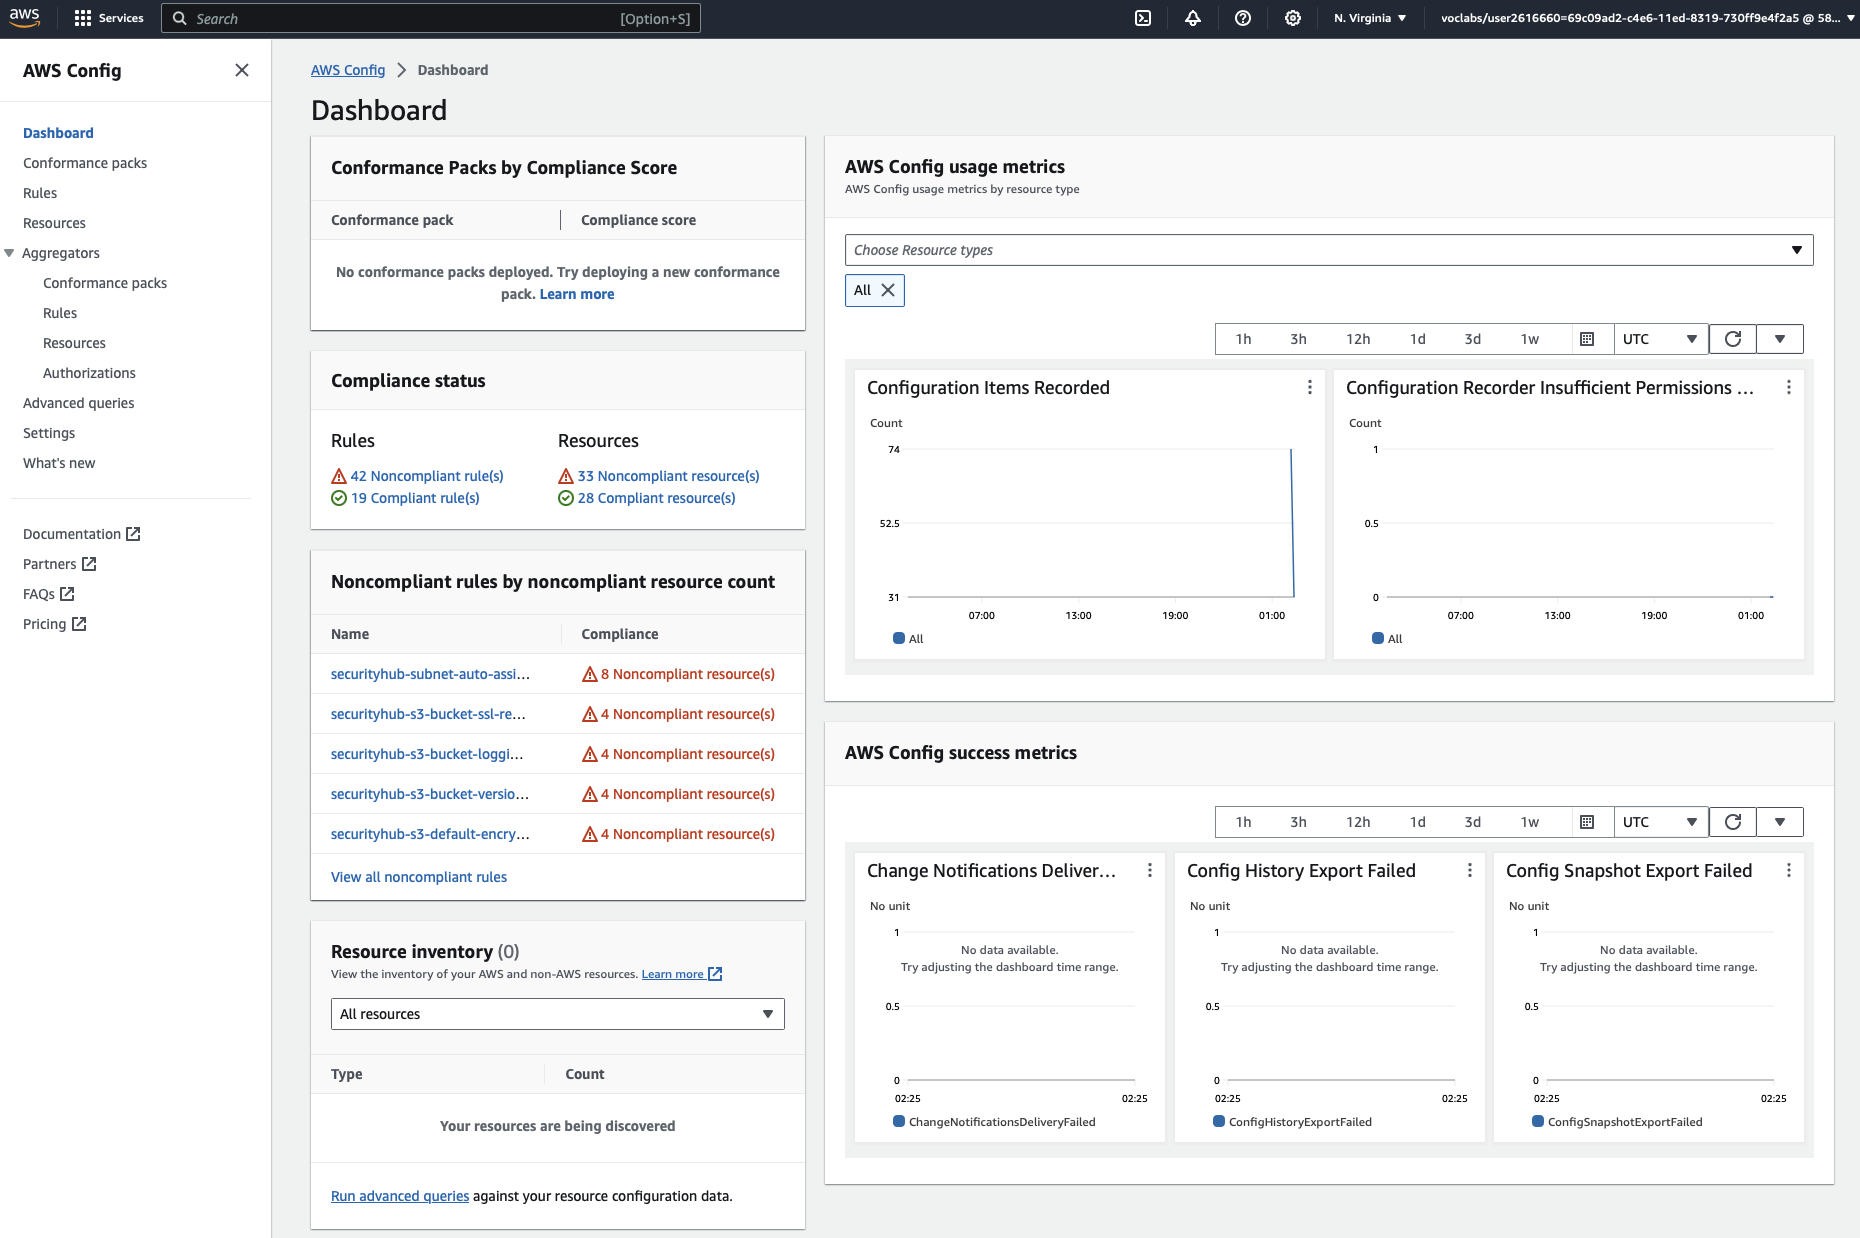 aws
Services
Search
[Option+S]
N. Virginia
voclabs/user2616660=69c09ad2-c4e6-11ed-8319-730ff9e4f2a5 @ 58...
AWS Config
Dashboard
Conformance packs
Rules
Resources
Aggregators
Conformance packs
Rules
Resources
Authorizations
Advanced queries
Settings
What's new
Documentation
Partners
FAQs
Pricing
AWS Config > Dashboard
Dashboard
Conformance Packs by Compliance Score
Conformance pack
Compliance score
No conformance packs deployed. Try deploying a new conformance
pack. Learn more
Compliance status
Rules
42 Noncompliant rule(s)
19 Compliant rule(s)
Resources
33 Noncompliant resource(s)
28 Compliant resource(s)
Noncompliant rules by noncompliant resource count
Name
Compliance
securityhub-subnet-auto-assi...
8 Noncompliant resource(s)
securityhub-s3-bucket-ssl-re...
4 Noncompliant resource(s)
securityhub-s3-bucket-loggi...
4 Noncompliant resource(s)
securityhub-s3-bucket-versio...
4 Noncompliant resource(s)
securityhub-s3-default-encry...
4 Noncompliant resource(s)
View all noncompliant rules
Resource inventory (0)
View the inventory of your AWS and non-AWS resources. Learn more
All resources
Type
Count
Your resources are being discovered
Run advanced queries against your resource configuration data.
AWS Config usage metrics
AWS Config usage metrics by resource type
Choose Resource types
All
1h 3h 12h 1d 3d 1w UTC
Configuration Items Recorded
Count
74
52.5
31
07:00 13:00 19:00 01:00
All
Configuration Recorder Insufficient Permissions ...
Count
1
0.5
0
07:00 13:00 19:00 01:00
All
AWS Config success metrics
1h 3h 12h 1d 3d 1w UTC
Change Notifications Deliver...
No unit
1
No data available.
Try adjusting the dashboard time range.
0.5
0
02:25 02:25
ChangeNotificationsDeliveryFailed
Config History Export Failed
No unit
1
No data available.
Try adjusting the dashboard time range.
0.5
0
02:25 02:25
ConfigHistoryExportFailed
Config Snapshot Export Failed
No unit
1
No data available.
Try adjusting the dashboard time range.
0.5
0
02:25 02:25
ConfigSnapshotExportFailed